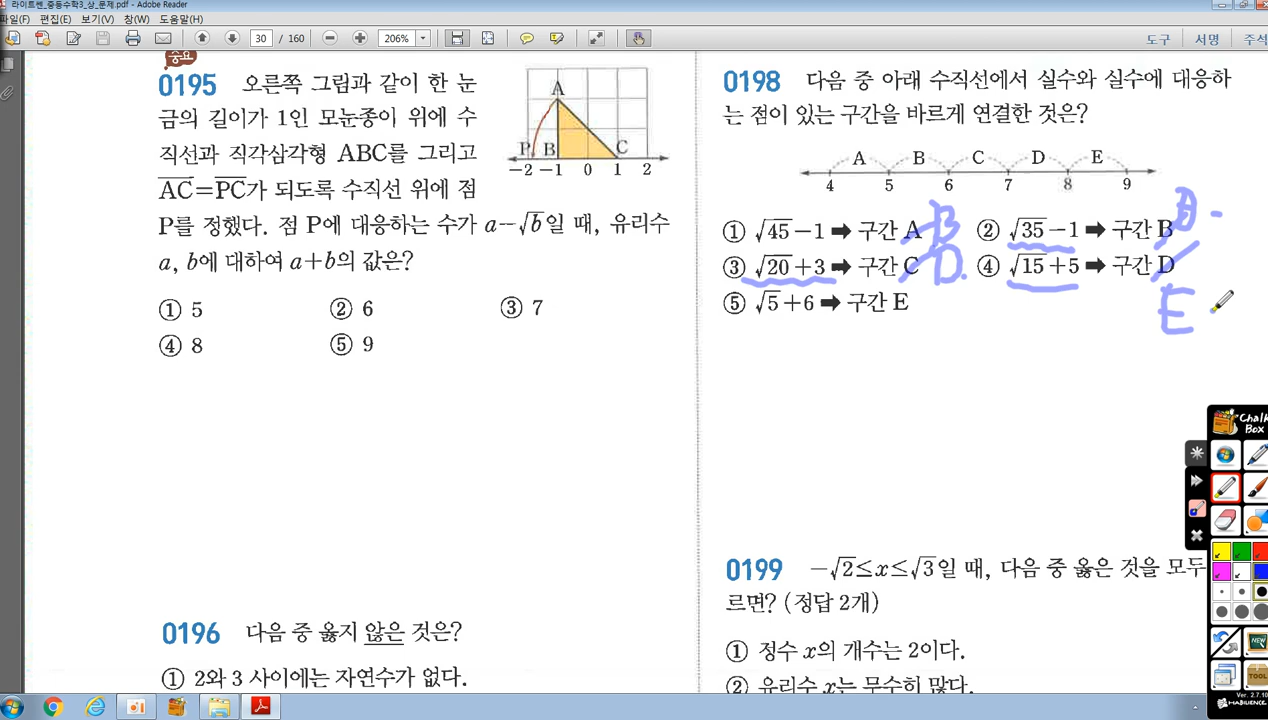 라이트쎈_중등수학3_상_문제.pdf - Adobe Reader
파일(F) 편집(E) 보기(V) 창(W) 도움말(H)
30 / 160 206% 도구 서명 주석
중요
0195 오른쪽 그림과 같이 한 눈
금의 길이가 1인 모눈종이 위에 수
직선과 직각삼각형 ABC를 그리고
AC=PC가 되도록 수직선 위에 점
P를 정했다. 점 P에 대응하는 수가 a−√b일 때, 유리수
a, b에 대하여 a+b의 값은?
A
P B C
−2 −1 0 1 2
① 5 ② 6 ③ 7
④ 8 ⑤ 9
0196 다음 중 옳지 않은 것은?
① 2와 3 사이에는 자연수가 없다.
0198 다음 중 아래 수직선에서 실수와 실수에 대응하
는 점이 있는 구간을 바르게 연결한 것은?
A B C D E
4 5 6 7 8 9
① √45−1 ➡ 구간 A B ② √35−1 ➡ 구간 B
③ √20+3 ➡ 구간 C D. ④ √15+5 ➡ 구간 D
E
⑤ √5+6 ➡ 구간 E
0199 −√2≤x≤√3일 때, 다음 중 옳은 것을 모두
르면? (정답 2개)
① 정수 x의 개수는 2이다.
② 유리수 x는 무수히 많다.
Chalk
Box
NEW
TOOL
Ver. 2.7.10
HABILIENCE